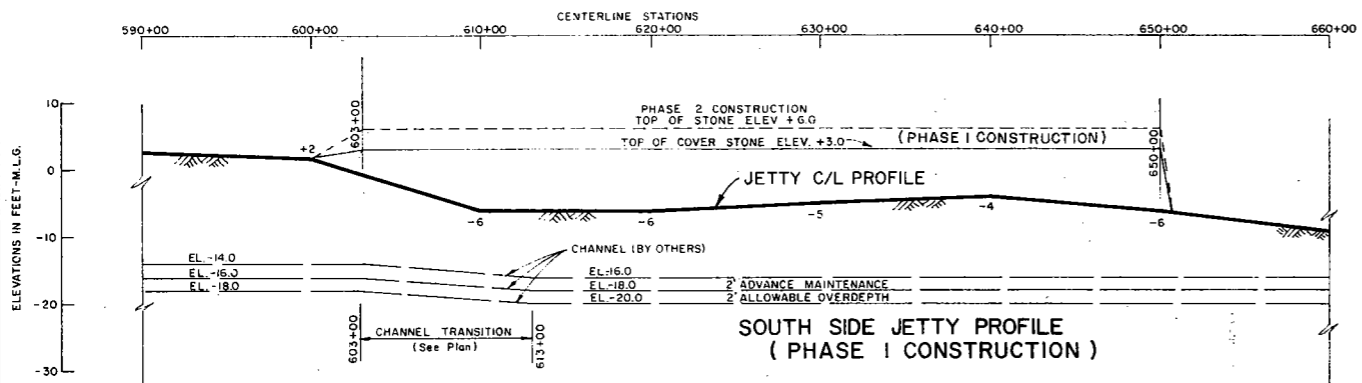 CENTERLINE STATIONS
590+00 600+00 610+00 620+00 630+00 640+00 650+00 660+00
ELEVATIONS IN FEET-M.L.G.
10
0
-10
-20
-30
603+00
PHASE 2 CONSTRUCTION
TOP OF STONE ELEV +6.0
TOP OF COVER STONE ELEV. +3.0
(PHASE I CONSTRUCTION)
650+00
+2
JETTY C/L PROFILE
-6 -6 -5 -4 -6 -9
CHANNEL (BY OTHERS)
EL.-14.0
EL.-16.0
EL.-18.0
EL-16.0
EL.-18.0 2' ADVANCE MAINTENANCE
EL.-20.0 2' ALLOWABLE OVERDEPTH
603+00
CHANNEL TRANSITION
(See Plan)
613+00
SOUTH SIDE JETTY PROFILE
( PHASE I CONSTRUCTION )